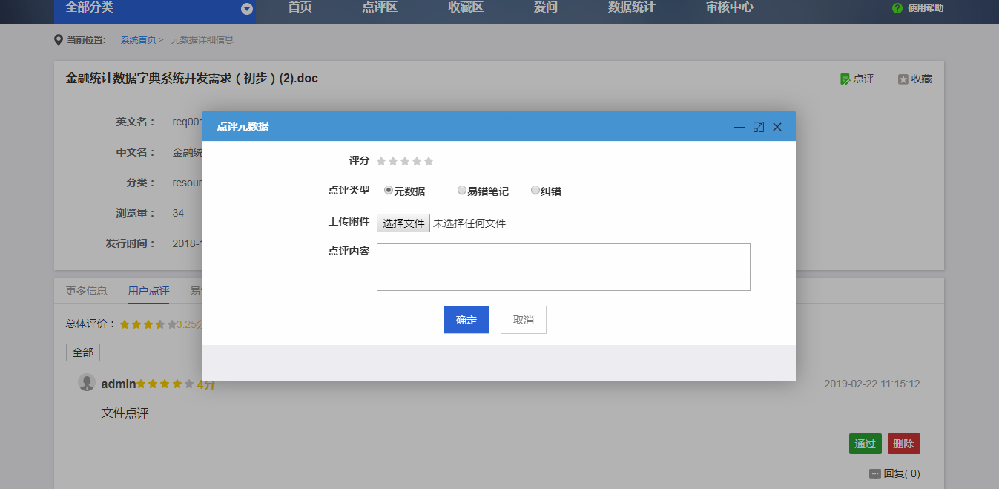 全部分类 首页 点评区 收藏区 爱问 数据统计 审核中心 使用帮助
当前位置: 系统首页 > 元数据详细信息
金融统计数据字典系统开发需求（初步）(2).doc 点评 收藏
英文名： req001
中文名： 金融统
分类： resour
浏览量： 34
发行时间： 2018-1
点评元数据
评分
点评类型 元数据 易错笔记 纠错
上传附件 选择文件 未选择任何文件
点评内容
确定 取消
更多信息 用户点评 易
总体评价： 3.25分
全部
admin 4分 2019-02-22 11:15:12
文件点评
通过 删除
回复( 0)